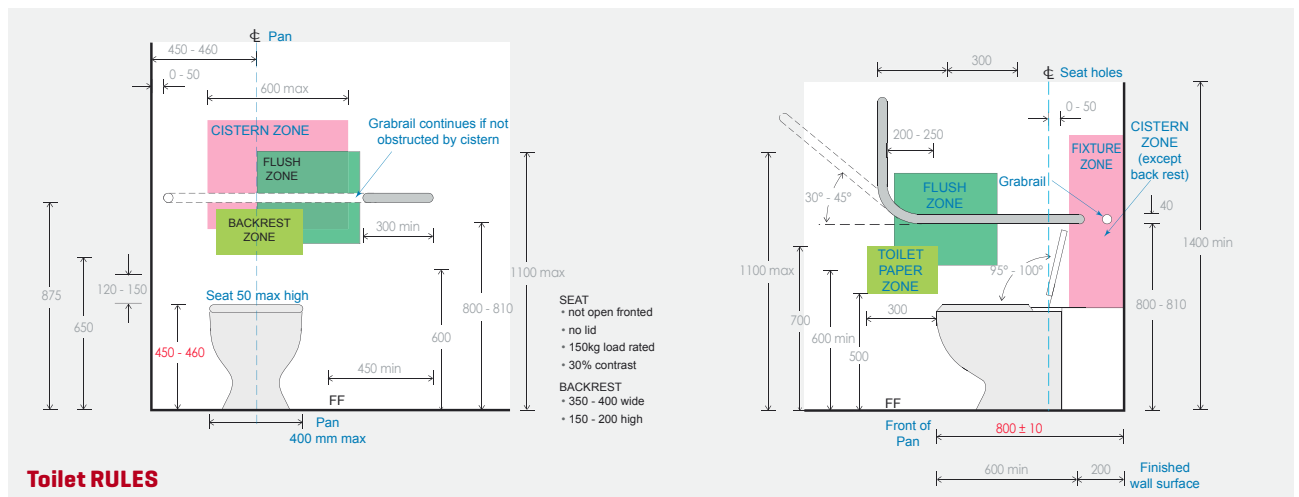 ℄ Pan
450 - 460
0 - 50
600 max
CISTERN ZONE
Grabrail continues if not
obstructed by cistern
FLUSH
ZONE
BACKREST
ZONE
300 min
1100 max
875
120 - 150
650
Seat 50 max high
450 - 460
800 - 810
600
450 min
FF
Pan
400 mm max
SEAT
• not open fronted
• no lid
• 150kg load rated
• 30% contrast
BACKREST
• 350 - 400 wide
• 150 - 200 high
300
℄ Seat holes
0 - 50
200 - 250
CISTERN
ZONE
(except
back rest)
FIXTURE
ZONE
Grabrail
30º - 45º
FLUSH
ZONE
40
1400 min
TOILET
PAPER
ZONE
95º - 100º
1100 max
700
600 min
500
300
800 - 810
FF
Front of
Pan
800 ± 10
600 min
200
Finished
wall surface
Toilet RULES